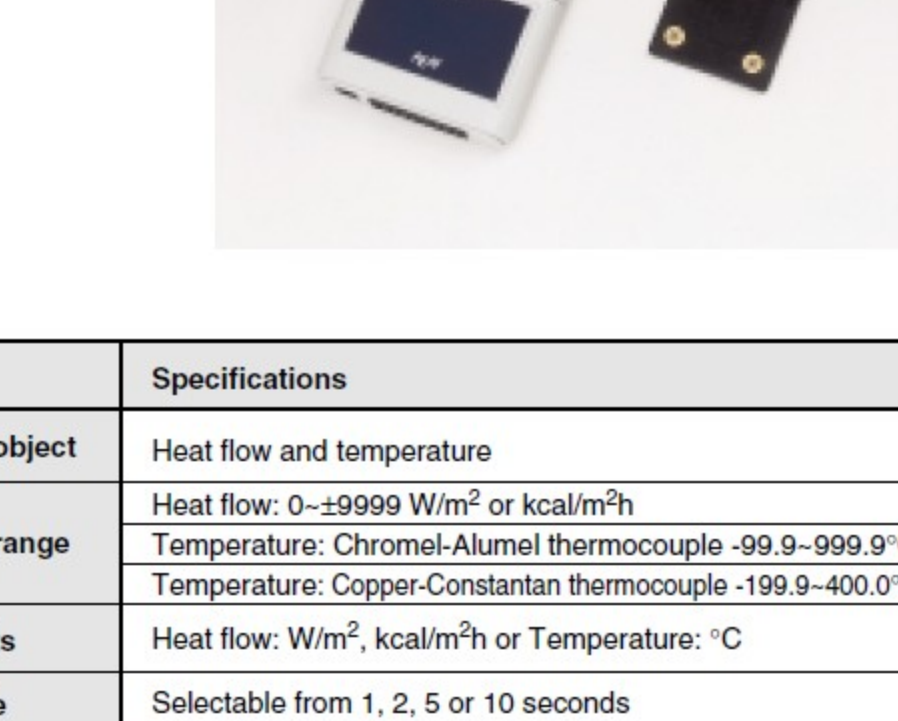 Specifications
object
Heat flow and temperature
range
Heat flow: 0~±9999 W/m² or kcal/m²h
Temperature: Chromel-Alumel thermocouple -99.9~999.9°
Temperature: Copper-Constantan thermocouple -199.9~400.0°
s
Heat flow: W/m², kcal/m²h or Temperature: °C
e
Selectable from 1, 2, 5 or 10 seconds